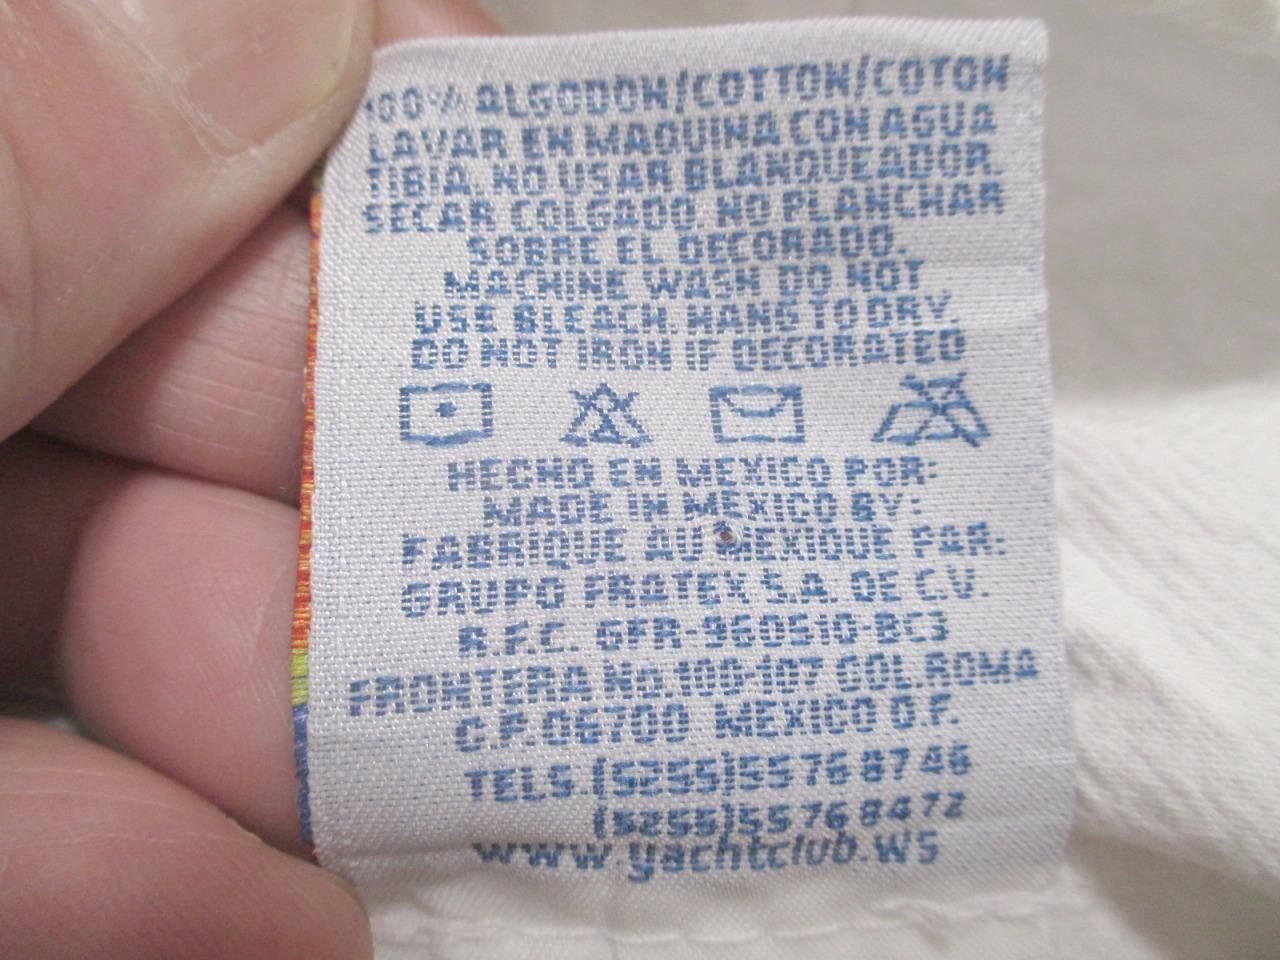 100% ALGODON/COTTON/COTON
LAVAR EN MAQUINA CON AGUA
TIBIA. NO USAR BLANQUEADOR.
SECAR COLGADO. NO PLANCHAR
SOBRE EL DECORADO.
MACHINE WASH DO NOT
USE BLEACH. HANG TO DRY.
DO NOT IRON IF DECORATED
HECHO EN MEXICO POR:
MADE IN MEXICO BY:
FABRIQUE AU MEXIQUE PAR:
GRUPO FRATEX S.A. DE C.V.
R.F.C. GFR-960510-BC3
FRONTERA No. 100-107 COL. ROMA
C.P. 06700 MEXICO D.F.
TELS. (5255) 55 76 87 46
(5255) 55 76 84 72
www.yachtclub.ws